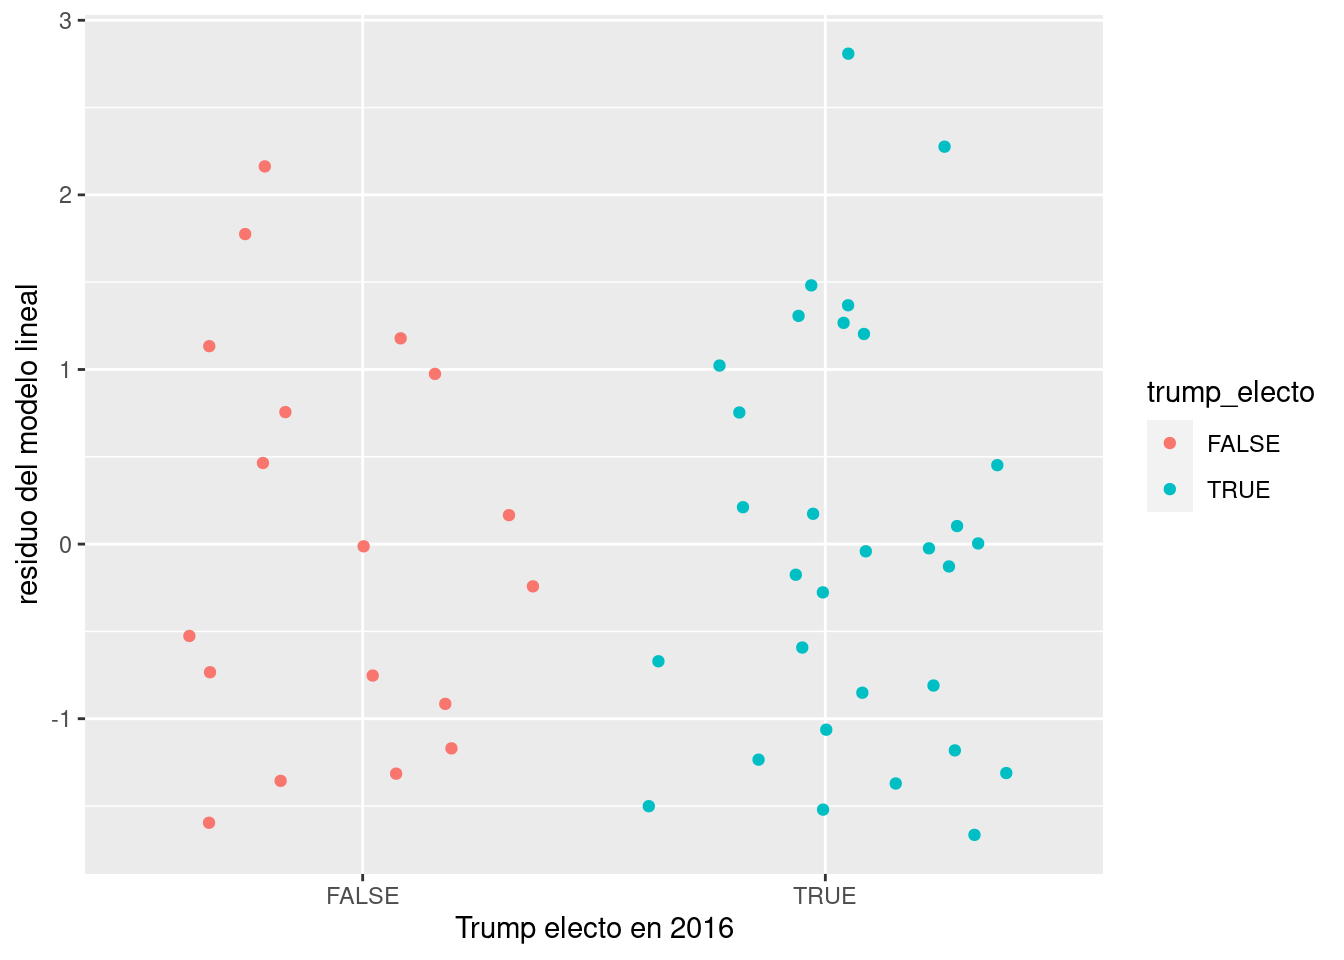 3
2
1
0
-1
residuo del modelo lineal
FALSE
TRUE
Trump electo en 2016
trump_electo
FALSE
TRUE